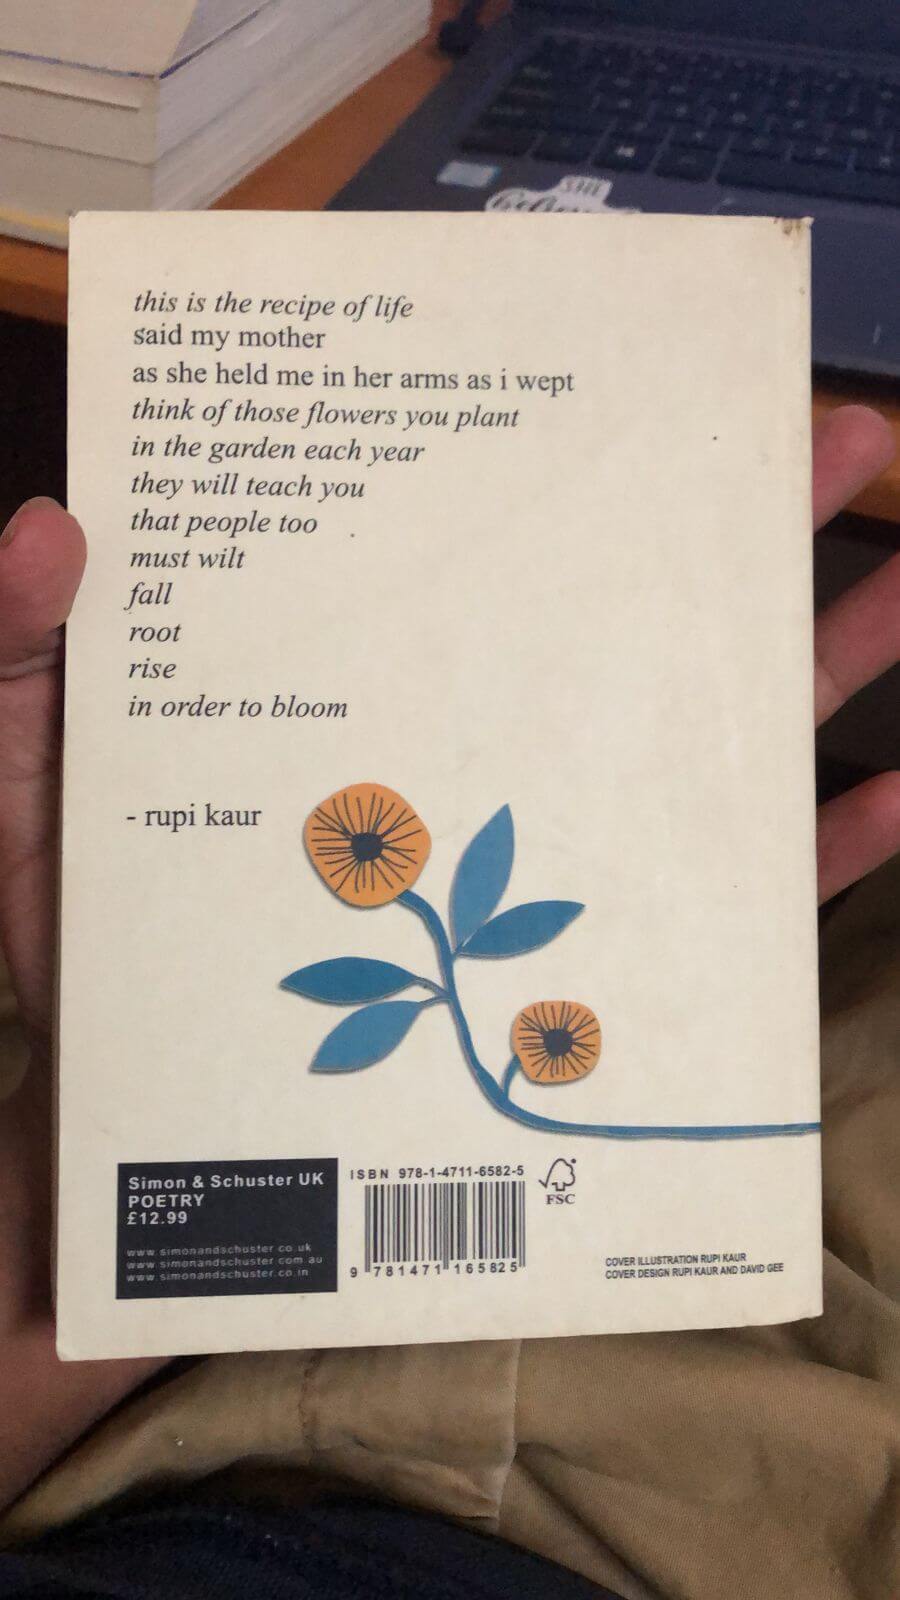 this is the recipe of life
said my mother
as she held me in her arms as i wept
think of those flowers you plant
in the garden each year
they will teach you
that people too
must wilt
fall
root
rise
in order to bloom
- rupi kaur
Simon & Schuster UK
POETRY
£12.99
www.simonandschuster.co.uk
www.simonandschuster.com.au
www.simonandschuster.co.in
ISBN 978-1-4711-6582-5
9 781471 165825
FSC
COVER ILLUSTRATION RUPI KAUR
COVER DESIGN RUPI KAUR AND DAVID GEE